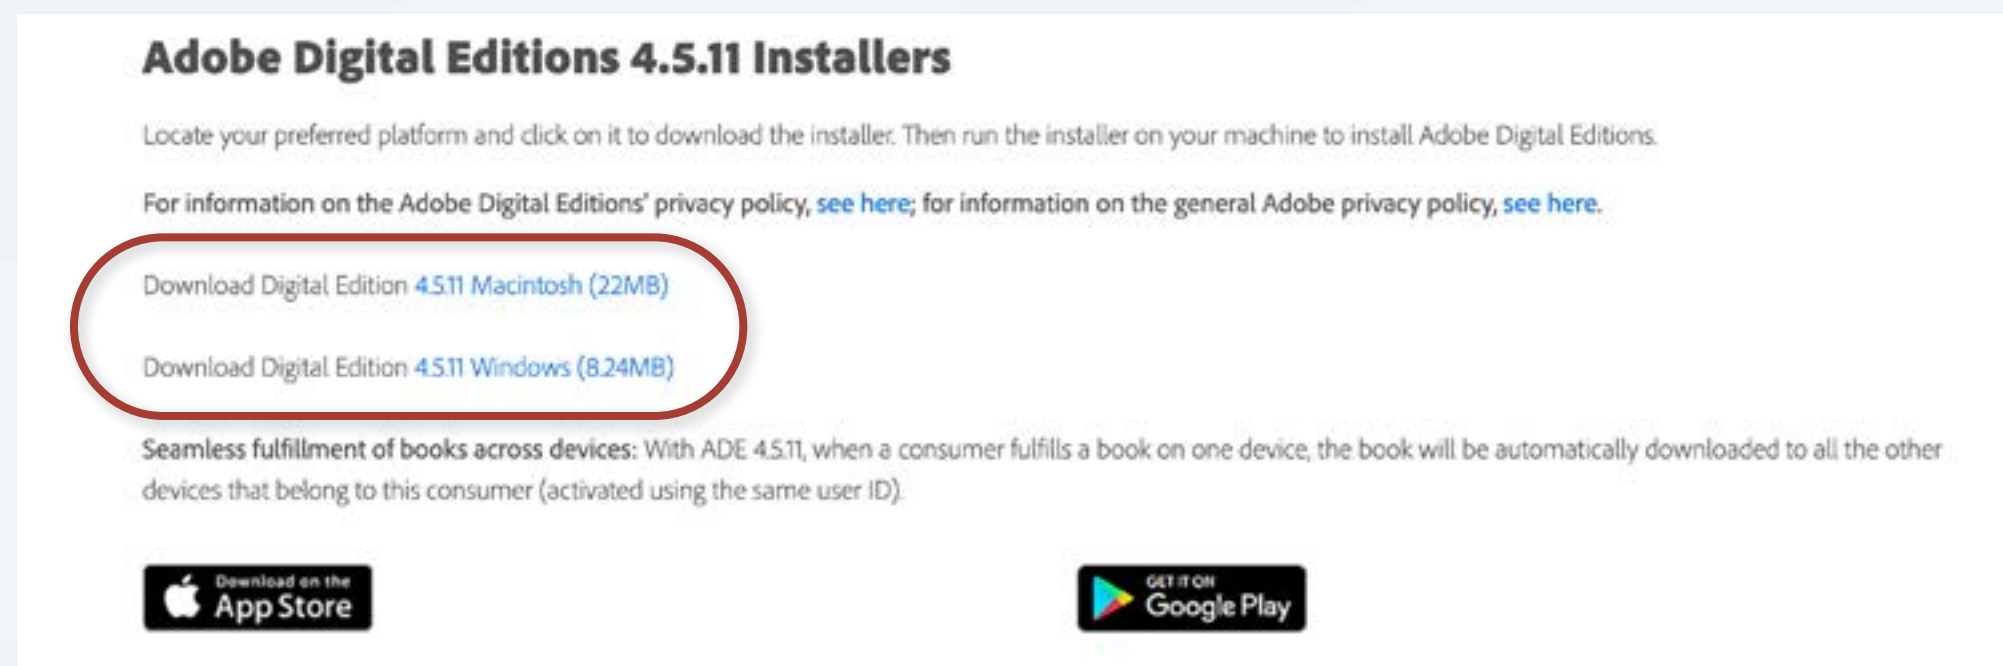 Adobe Digital Editions 4.5.11 Installers
Locate your preferred platform and click on it to download the installer. Then run the installer on your machine to install Adobe Digital Editions.
For information on the Adobe Digital Editions' privacy policy, see here; for information on the general Adobe privacy policy, see here.
Download Digital Edition 4.5.11 Macintosh (22MB)
Download Digital Edition 4.5.11 Windows (8.24MB)
Seamless fulfillment of books across devices: With ADE 4.5.11, when a consumer fulfills a book on one device, the book will be automatically downloaded to all the other
devices that belong to this consumer (activated using the same user ID).
Download on the
App Store
GET IT ON
Google Play